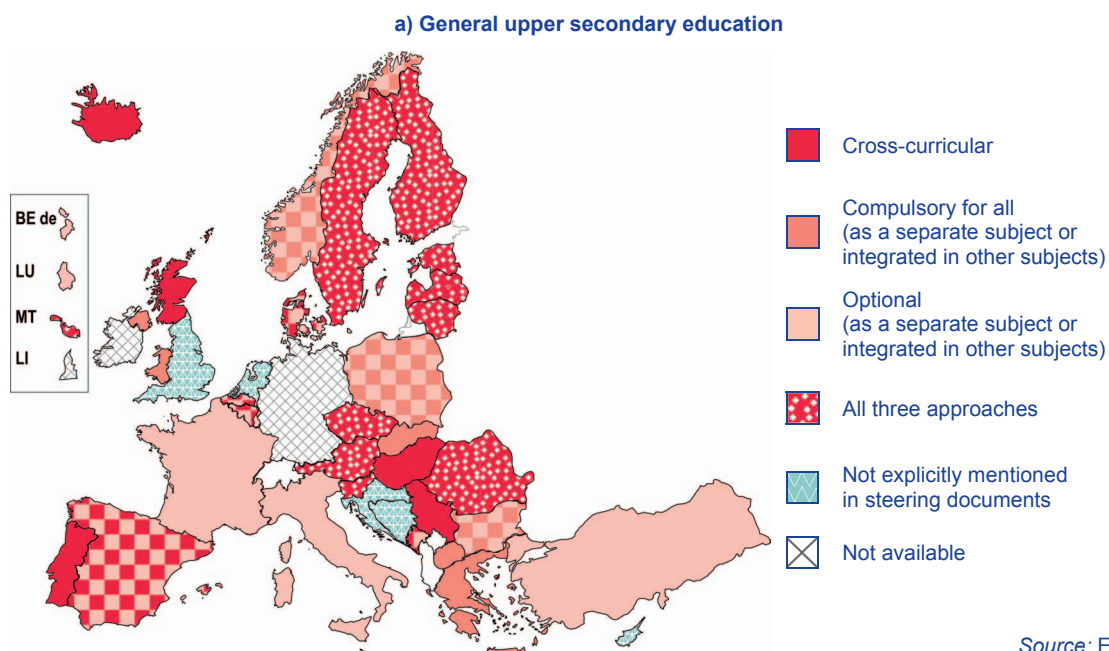 a) General upper secondary education
BE de
LU
MT
LI
Cross-curricular
Compulsory for all
(as a separate subject or
integrated in other subjects)
Optional
(as a separate subject or
integrated in other subjects)
All three approaches
Not explicitly mentioned
in steering documents
Not available
Source: E